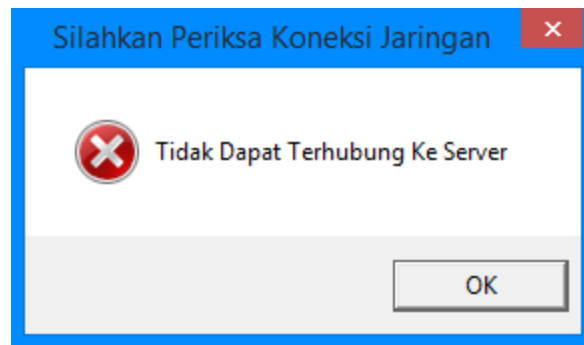 Silahkan Periksa Koneksi Jaringan
Tidak Dapat Terhubung Ke Server
OK